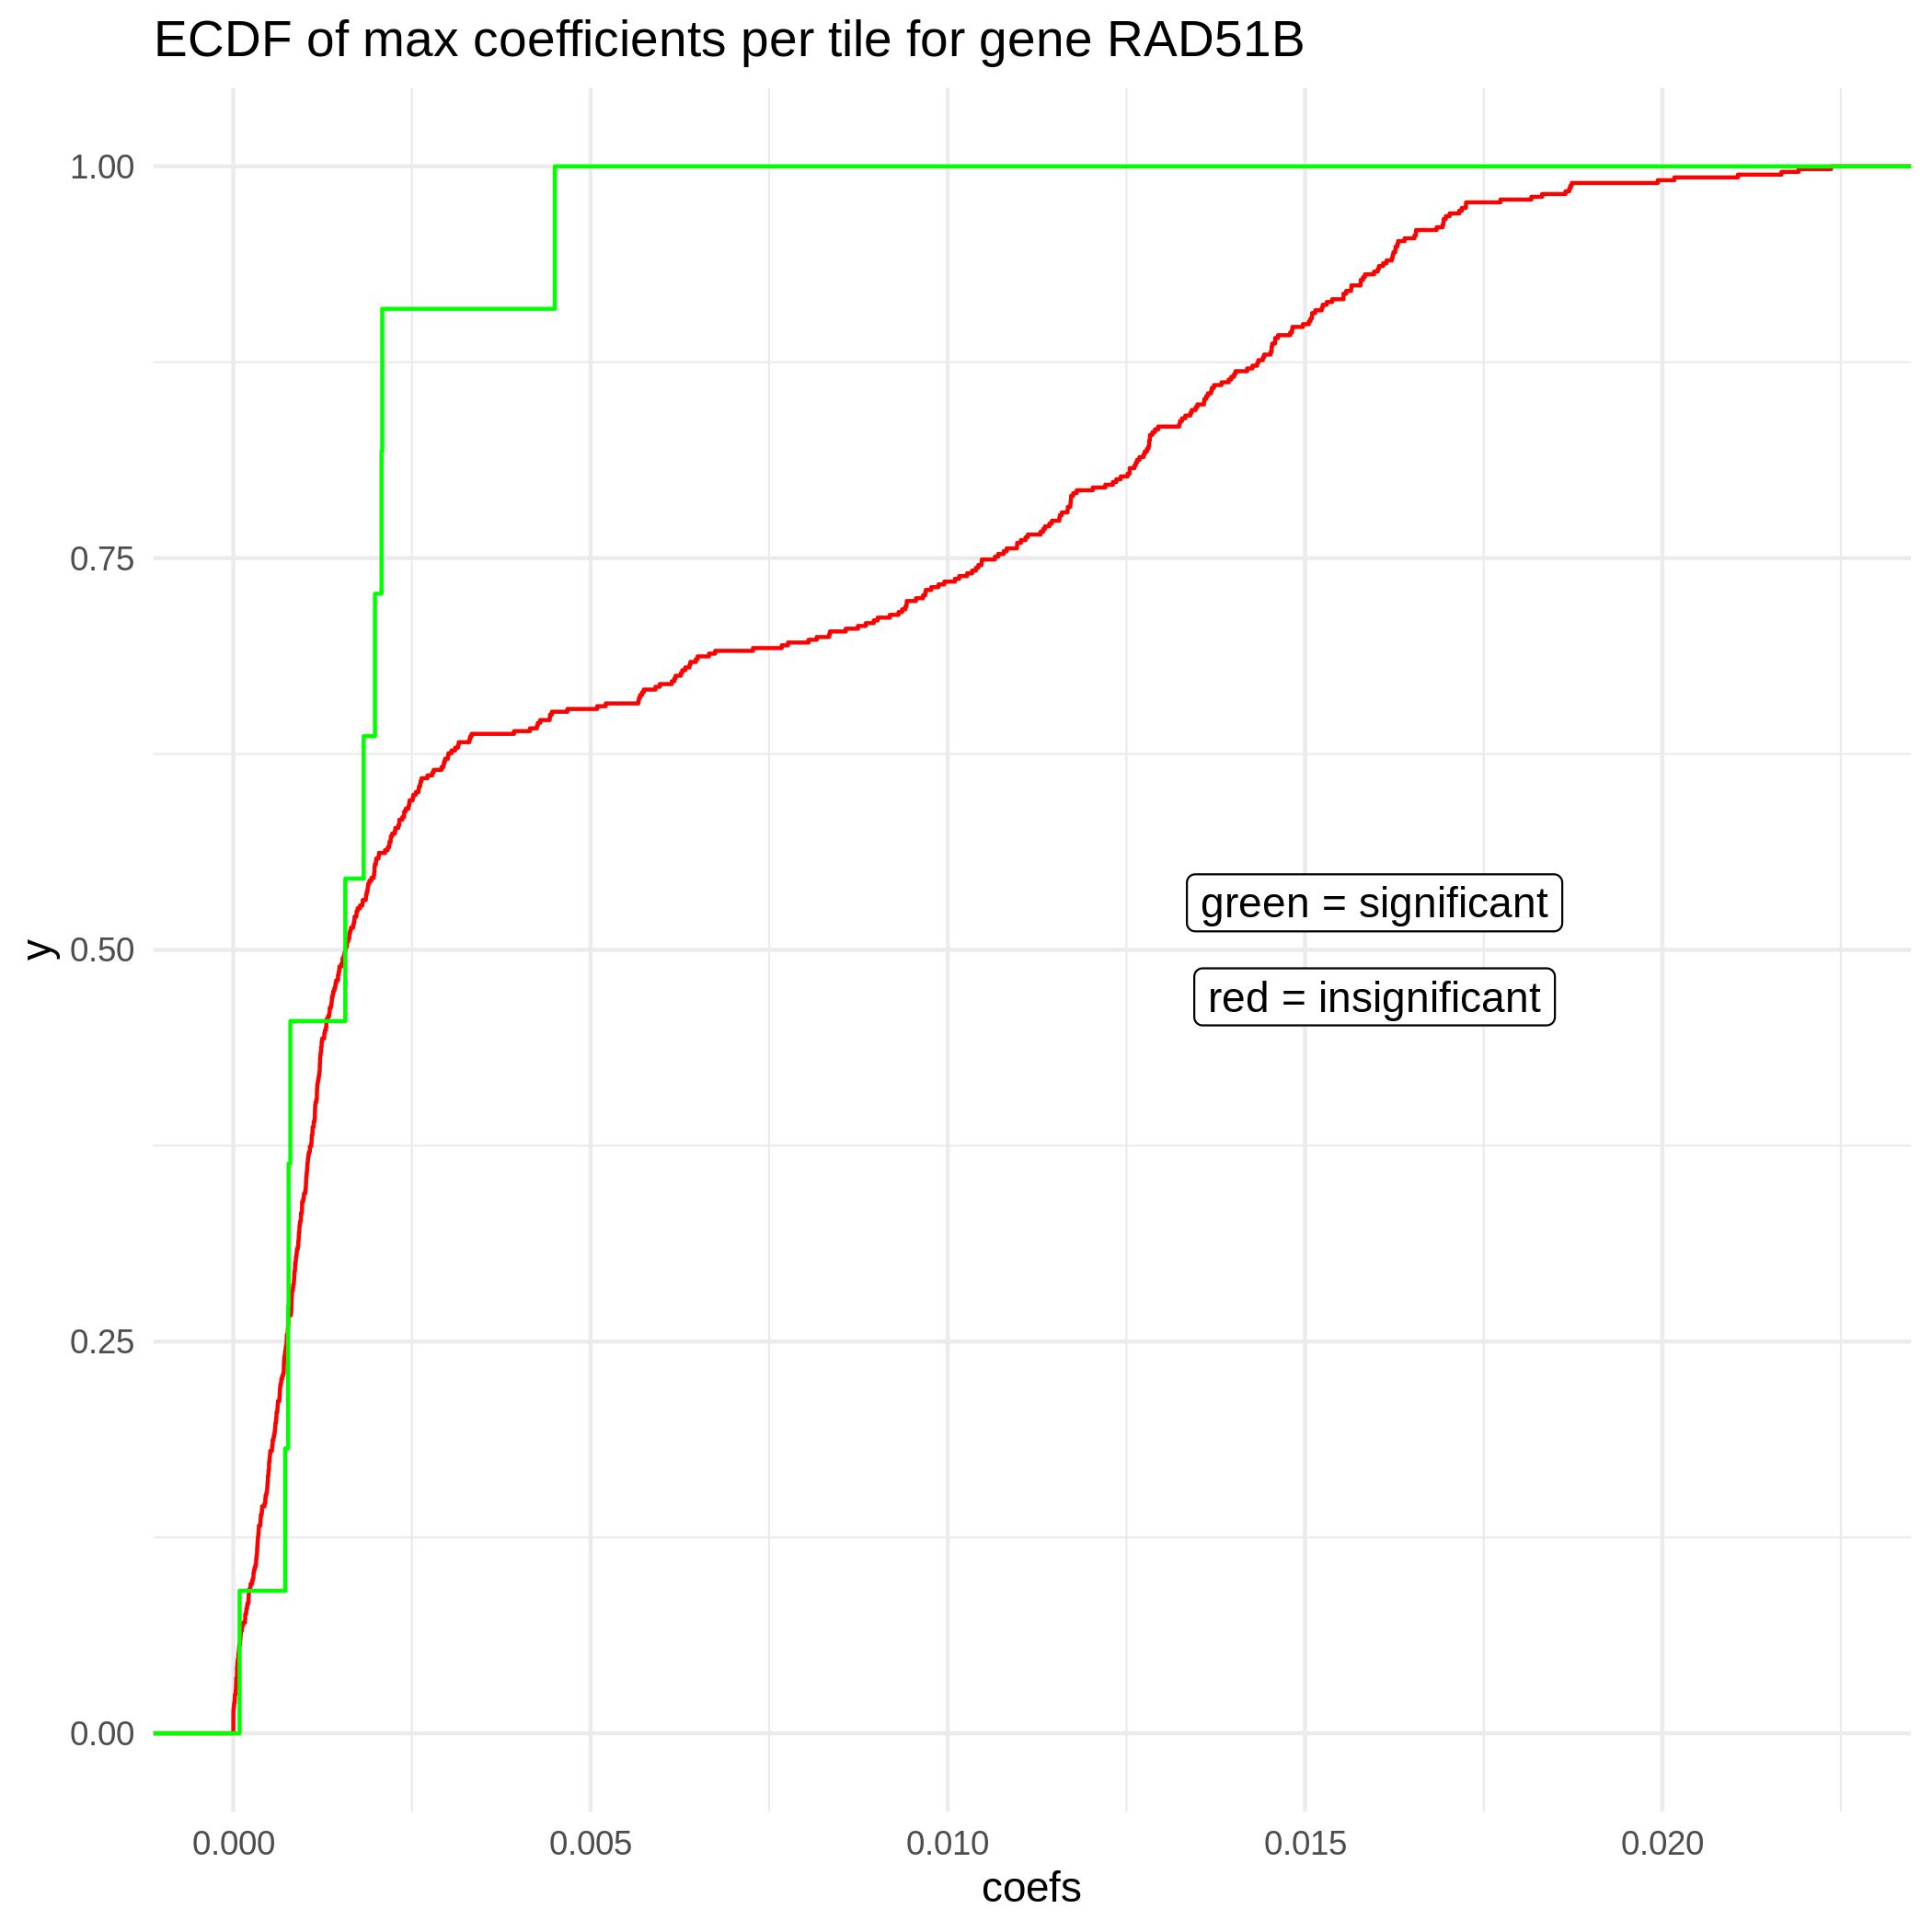 ECDF of max coefficients per tile for gene RAD51B
1.00
0.75
0.50
0.25
0.00
y
green = significant
red = insignificant
0.000 0.005 0.010 0.015 0.020
coefs